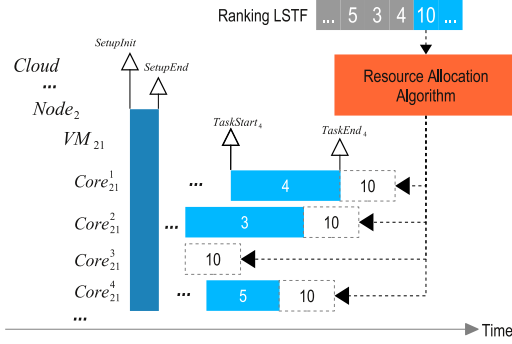 Ranking LSTF ... 5 3 4 10 ...
SetupInit
Cloud
SetupEnd
Resource Allocation
Algorithm
...
Node2
TaskStart4
TaskEnd4
VM21
Core¹21 ... 4 10
Core²21 ... 3 10
Core³21 10
Core⁴21 ... 5 10
...
Time